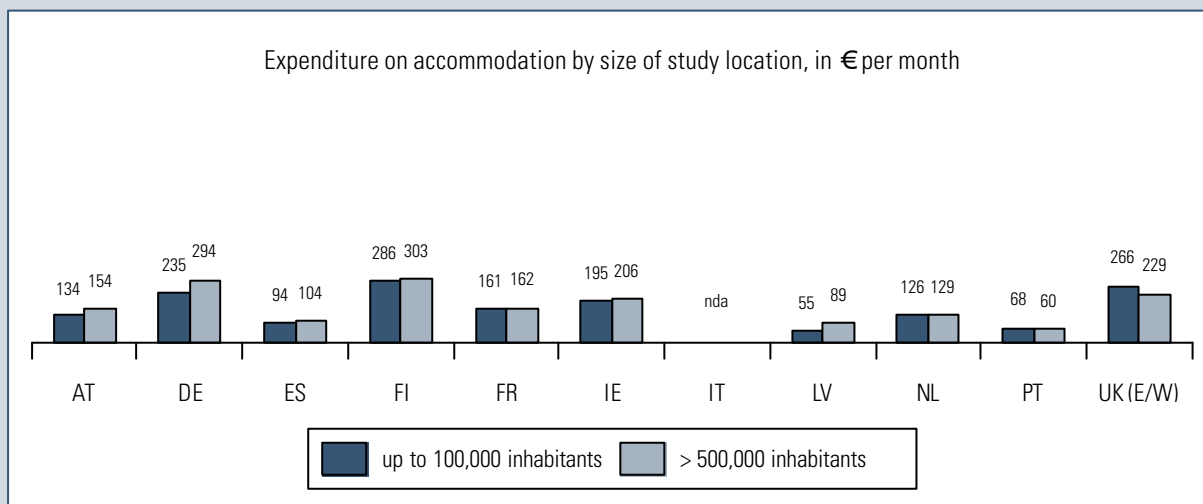 Expenditure on accommodation by size of study location, in € per month
134 154 235 294 94 104 286 303 161 162 195 206 nda 55 89 126 129 68 60 266 229
AT DE ES FI FR IE IT LV NL PT UK (E/W)
up to 100,000 inhabitants > 500,000 inhabitants